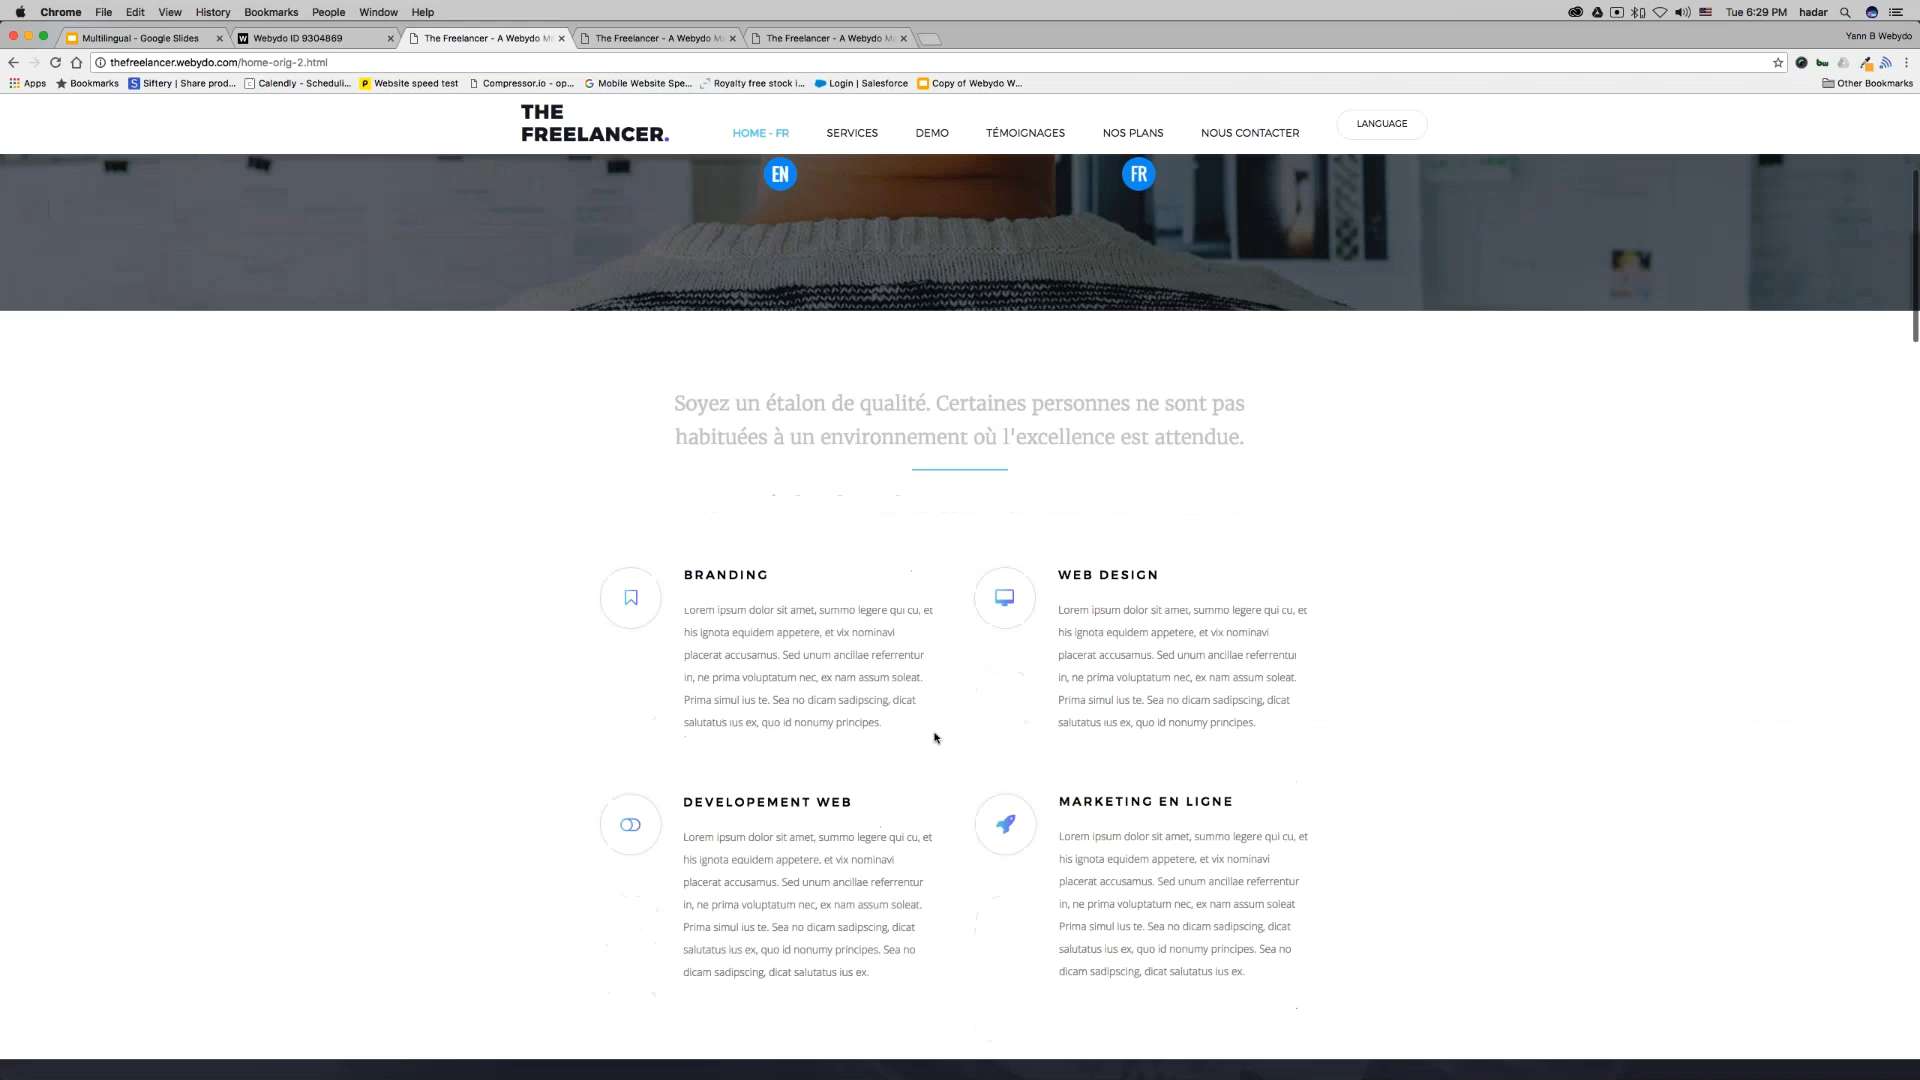 Chrome File Edit View History Bookmarks People Window Help
Tue 6:29 PM hadar
Multilingual - Google Slides
Webydo ID 9304869
The Freelancer - A Webydo
The Freelancer - A Webydo
The Freelancer - A Webydo
Yann B Webydo
thefreelancer.webydo.com/home-orig-2.html
Apps
Bookmarks
Siftery | Share prod...
Calendly - Scheduli...
Website speed test
Compressor.io - op...
Mobile Website Spe...
Royalty free stock i...
Login | Salesforce
Copy of Webydo W...
Other Bookmarks
THE
FREELANCER.
HOME - FR
SERVICES
DEMO
TÉMOIGNAGES
NOS PLANS
NOUS CONTACTER
LANGUAGE
EN
FR
Soyez un étalon de qualité. Certaines personnes ne sont pas
habituées à un environnement où l'excellence est attendue.
BRANDING
Lorem ipsum dolor sit amet, summo legere qui cu, et
his ignota equidem appetere, et vix nominavi
placerat accusamus. Sed unum ancillae referrentur
in, ne prima voluptatum nec, ex nam assum soleat.
Prima simul ius te. Sea no dicam sadipscing, dicat
salutatus ius ex, quo id nonumy principes.
WEB DESIGN
Lorem ipsum dolor sit amet, summo legere qui cu, et
his ignota equidem appetere, et vix nominavi
placerat accusamus. Sed unum ancillae referrentur
in, ne prima voluptatum nec, ex nam assum soleat.
Prima simul ius te. Sea no dicam sadipscing, dicat
salutatus ius ex, quo id nonumy principes.
DEVELOPEMENT WEB
Lorem ipsum dolor sit amet, summo legere qui cu, et
his ignota equidem appetere, et vix nominavi
placerat accusamus. Sed unum ancillae referrentur
in, ne prima voluptatum nec, ex nam assum soleat.
Prima simul ius te. Sea no dicam sadipscing, dicat
salutatus ius ex, quo id nonumy principes. Sea no
dicam sadipscing, dicat salutatus ius ex.
MARKETING EN LIGNE
Lorem ipsum dolor sit amet, summo legere qui cu, et
his ignota equidem appetere, et vix nominavi
placerat accusamus. Sed unum ancillae referrentur
in, ne prima voluptatum nec, ex nam assum soleat
Prima simul ius te. Sea no dicam sadipscing, dicat
salutatus ius ex, quo id nonumy principes. Sea no
dicam sadipscing, dicat salutatus ius ex.